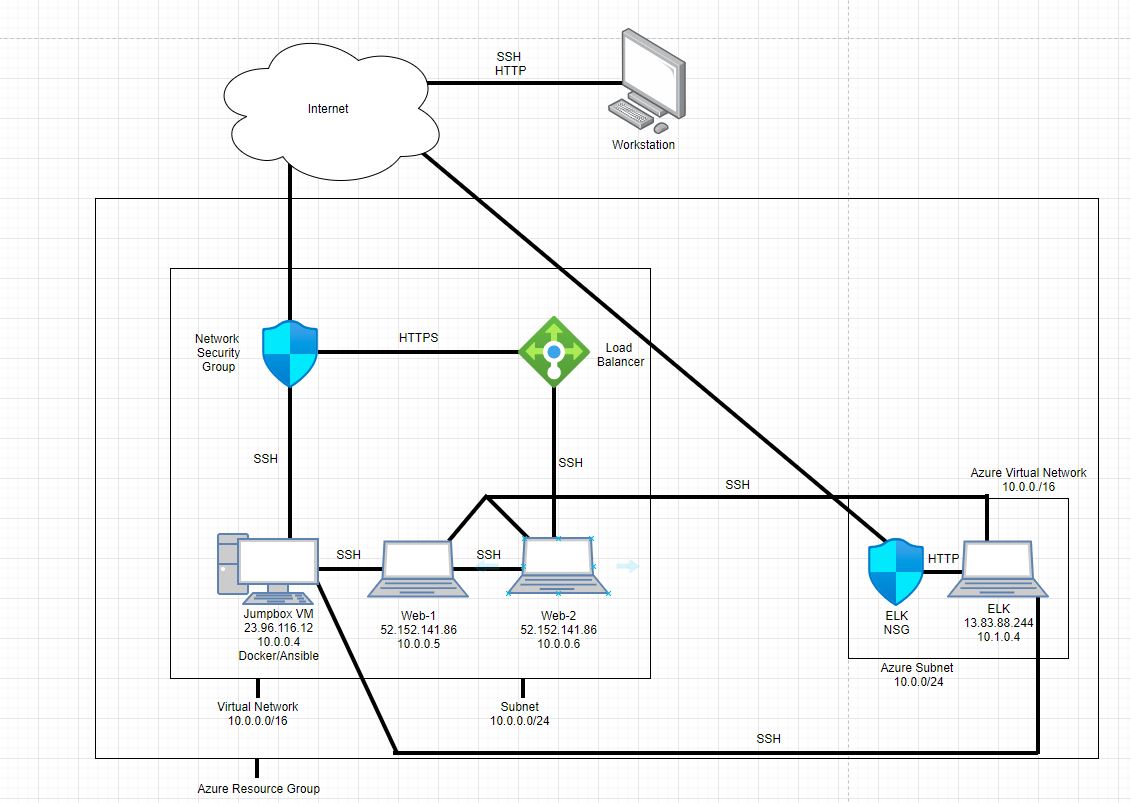 SSH
HTTP
Internet
Workstation
Network
Security
Group
HTTPS
Load
Balancer
SSH
SSH
SSH
Azure Virtual Network
10.0.0./16
SSH
SSH
HTTP
Jumpbox VM
23.96.116.12
10.0.0.4
Docker/Ansible
Web-1
52.152.141.86
10.0.0.5
Web-2
52.152.141.86
10.0.0.6
ELK
NSG
ELK
13.83.88.244
10.1.0.4
Azure Subnet
10.0.0/24
Virtual Network
10.0.0.0/16
Subnet
10.0.0.0/24
SSH
Azure Resource Group